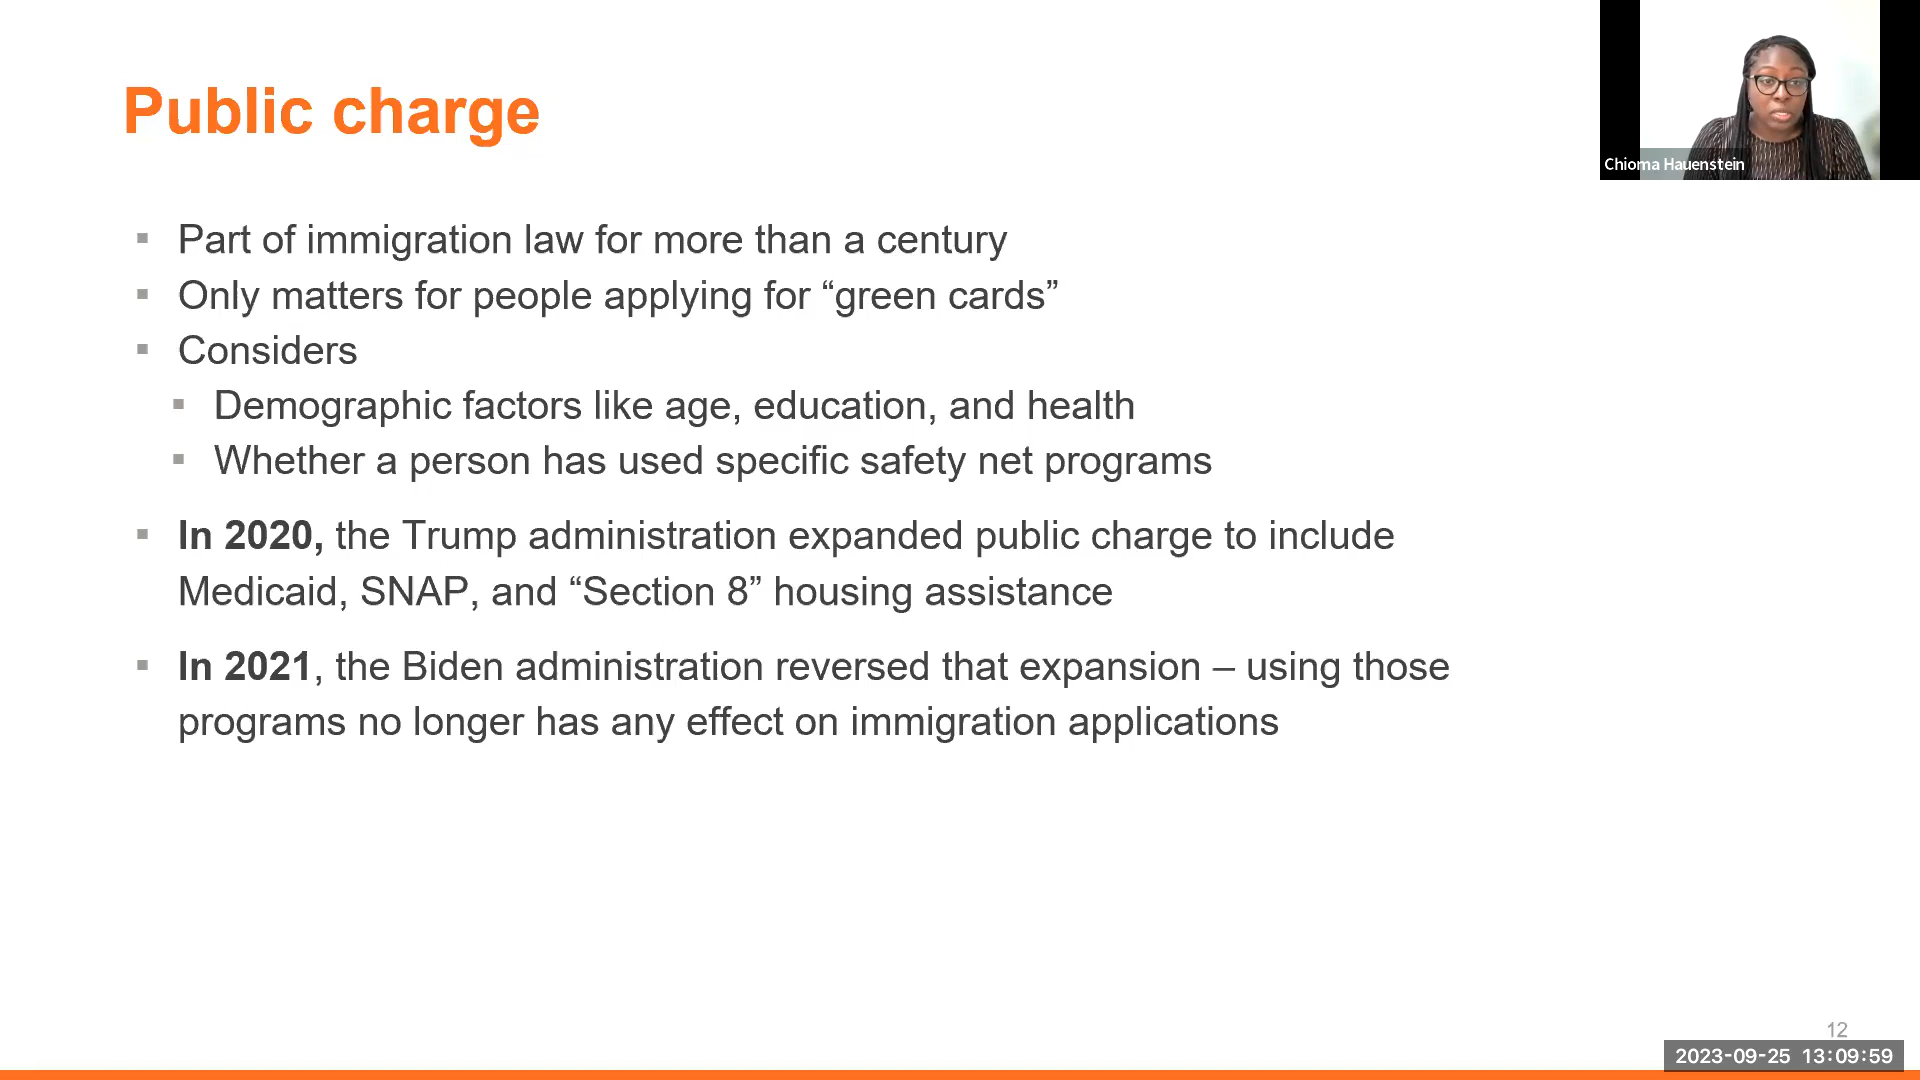 Public charge
Chioma Hauenstein
▪ Part of immigration law for more than a century
▪ Only matters for people applying for “green cards”
▪ Considers
▪ Demographic factors like age, education, and health
▪ Whether a person has used specific safety net programs
▪ In 2020, the Trump administration expanded public charge to include
Medicaid, SNAP, and “Section 8” housing assistance
▪ In 2021, the Biden administration reversed that expansion – using those
programs no longer has any effect on immigration applications
12
2023-09-25 13:09:59